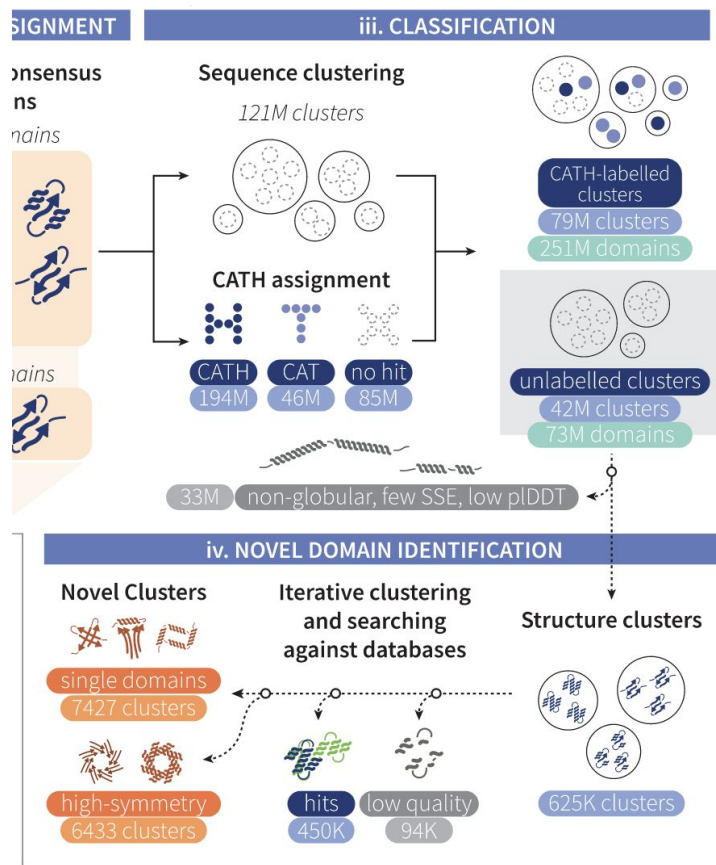 SIGNMENT
iii. CLASSIFICATION
onsensus
ns
nains
nains
Sequence clustering
121M clusters
CATH assignment
H
T
X
CATH
CAT
no hit
194M
46M
85M
CATH-labelled
clusters
79M clusters
251M domains
unlabelled clusters
42M clusters
73M domains
33M
non-globular, few SSE, low plDDT
iv. NOVEL DOMAIN IDENTIFICATION
Novel Clusters
single domains
7427 clusters
high-symmetry
6433 clusters
Iterative clustering
and searching
against databases
hits
450K
low quality
94K
Structure clusters
625K clusters